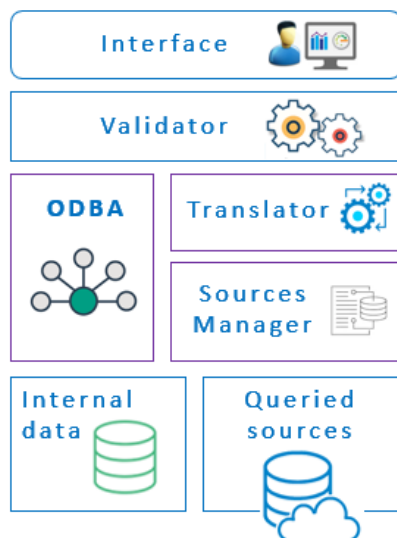 Interface
Validator
ODBA
Translator
Sources
Manager
Internal
data
Queried
sources